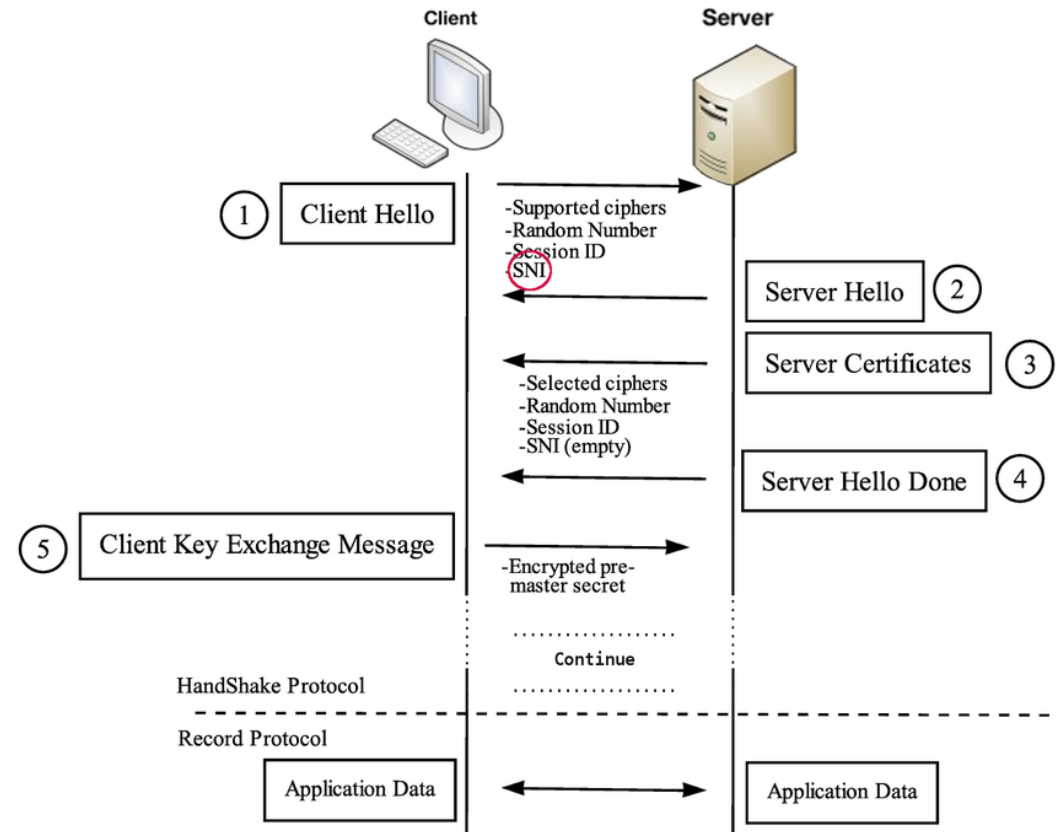 Client
Server
1
Client Hello
-Supported ciphers
-Random Number
-Session ID
-SNI
Server Hello
2
Server Certificates
3
-Selected ciphers
-Random Number
-Session ID
-SNI (empty)
Server Hello Done
4
5
Client Key Exchange Message
-Encrypted pre-
master secret
Continue
HandShake Protocol
Record Protocol
Application Data
Application Data